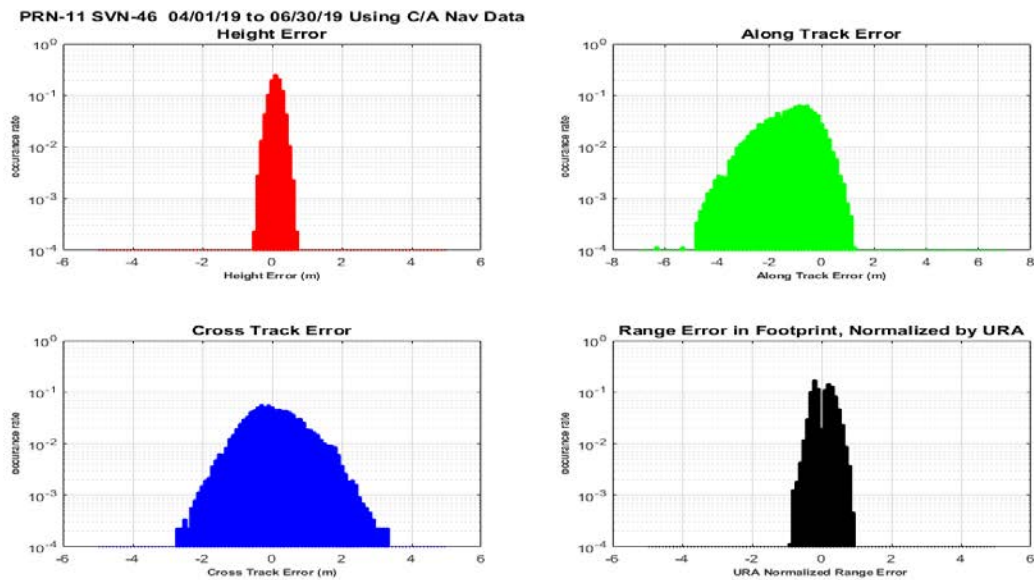 PRN-11 SVN-46 04/01/19 to 06/30/19 Using C/A Nav Data
Height Error
10^0
10^-1
10^-2
10^-3
10^-4
occurance rate
-6 -4 -2 0 2 4 6
Height Error (m)
Along Track Error
10^0
10^-1
10^-2
10^-3
10^-4
occurance rate
-8 -6 -4 -2 0 2 4 6 8
Along Track Error (m)
Cross Track Error
10^0
10^-1
10^-2
10^-3
10^-4
occurance rate
-6 -4 -2 0 2 4 6
Cross Track Error (m)
Range Error in Footprint, Normalized by URA
10^0
10^-1
10^-2
10^-3
10^-4
occurance rate
-6 -4 -2 0 2 4 6
URA Normalized Range Error